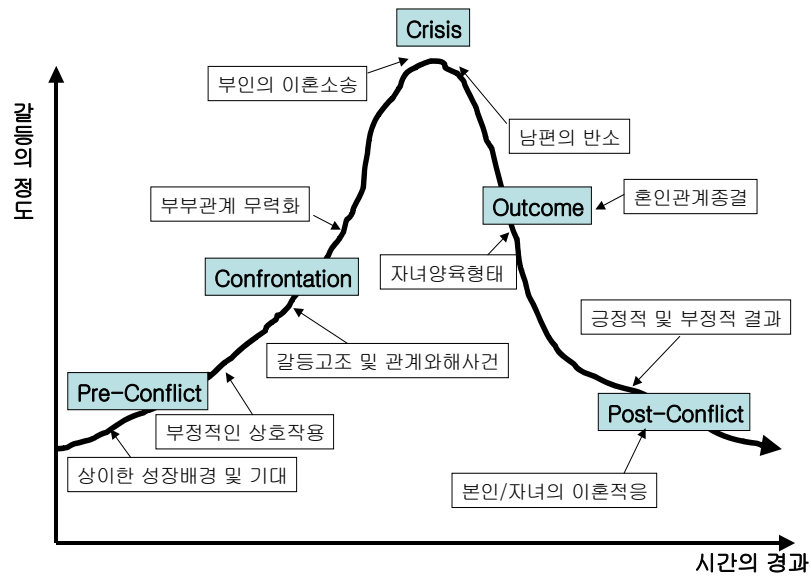 Crisis
부인의 이혼소송
남편의 반소
갈등의 정도
부부관계 무력화
Outcome
혼인관계종결
Confrontation
자녀양육형태
긍정적 및 부정적 결과
갈등고조 및 관계와해사건
Pre-Conflict
Post-Conflict
부정적인 상호작용
상이한 성장배경 및 기대
본인/자녀의 이혼적응
시간의 경과